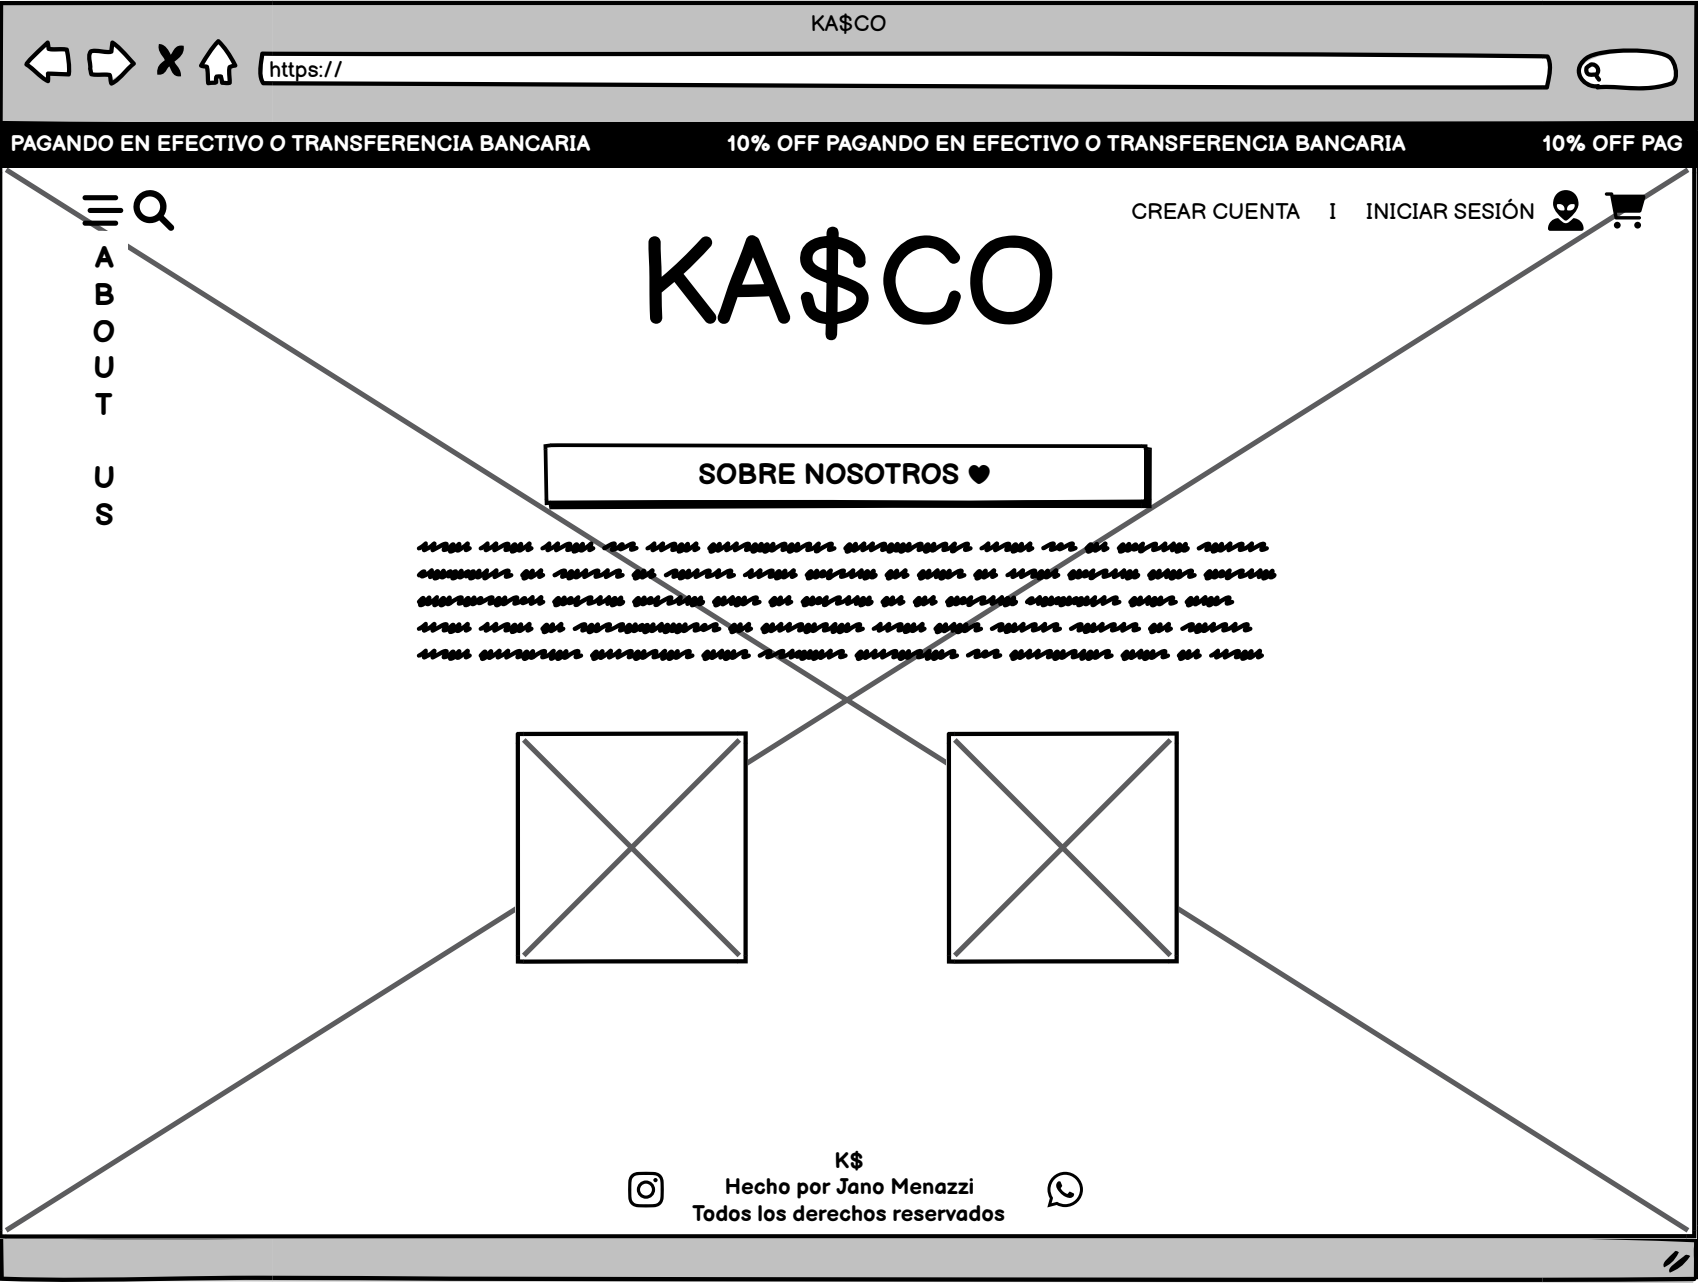 KA$CO
https://
PAGANDO EN EFECTIVO O TRANSFERENCIA BANCARIA 10% OFF PAGANDO EN EFECTIVO O TRANSFERENCIA BANCARIA 10% OFF PAG
CREAR CUENTA I INICIAR SESIÓN
KA$CO
A
B
O
U
T
U
S
SOBRE NOSOTROS
K$
Hecho por Jano Menazzi
Todos los derechos reservados